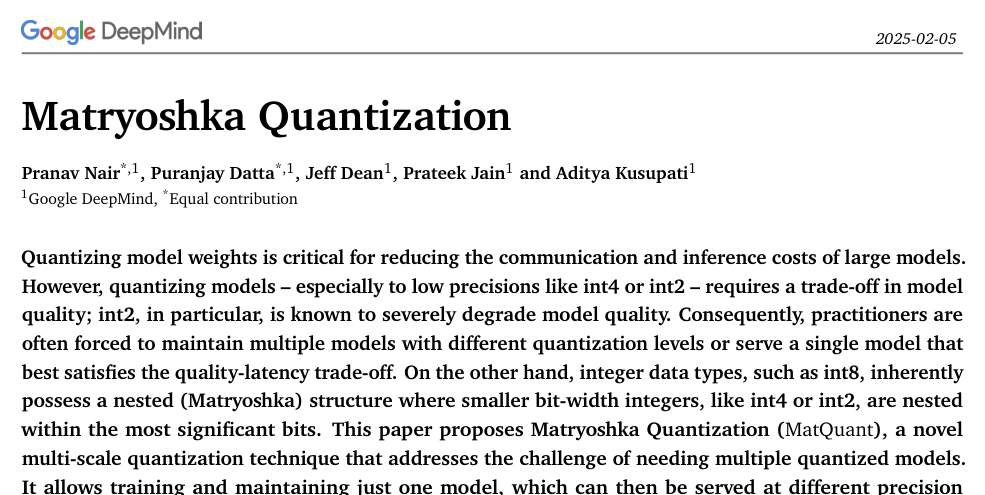 Google DeepMind
2025-02-05
Matryoshka Quantization
Pranav Nair*,1, Puranjay Datta*,1, Jeff Dean1, Prateek Jain1 and Aditya Kusupati1
1Google DeepMind, *Equal contribution
Quantizing model weights is critical for reducing the communication and inference costs of large models.
However, quantizing models – especially to low precisions like int4 or int2 – requires a trade-off in model
quality; int2, in particular, is known to severely degrade model quality. Consequently, practitioners are
often forced to maintain multiple models with different quantization levels or serve a single model that
best satisfies the quality-latency trade-off. On the other hand, integer data types, such as int8, inherently
possess a nested (Matryoshka) structure where smaller bit-width integers, like int4 or int2, are nested
within the most significant bits. This paper proposes Matryoshka Quantization (MatQuant), a novel
multi-scale quantization technique that addresses the challenge of needing multiple quantized models.
It allows training and maintaining just one model, which can then be served at different precision